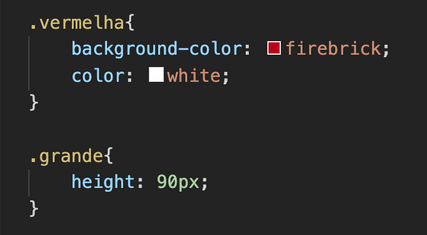 .vermelha{
    background-color: firebrick;
    color: white;
}

.grande{
    height: 90px;
}